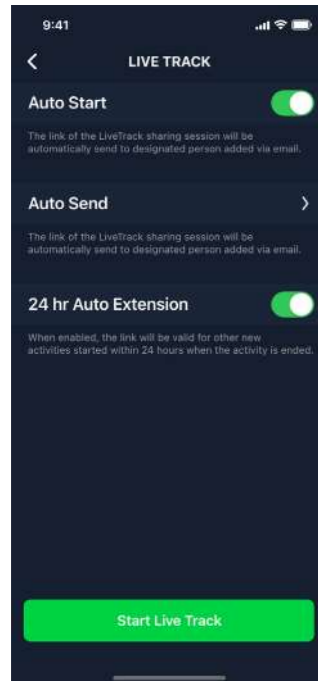 9:41
LIVE TRACK
Auto Start
The link of the LiveTrack sharing session will be
automatically send to designated person added via email.
Auto Send
The link of the LiveTrack sharing session will be
automatically send to designated person added via email.
24 hr Auto Extension
When enabled, the link will be valid for other new
activities started within 24 hours when the activity is ended.
Start Live Track